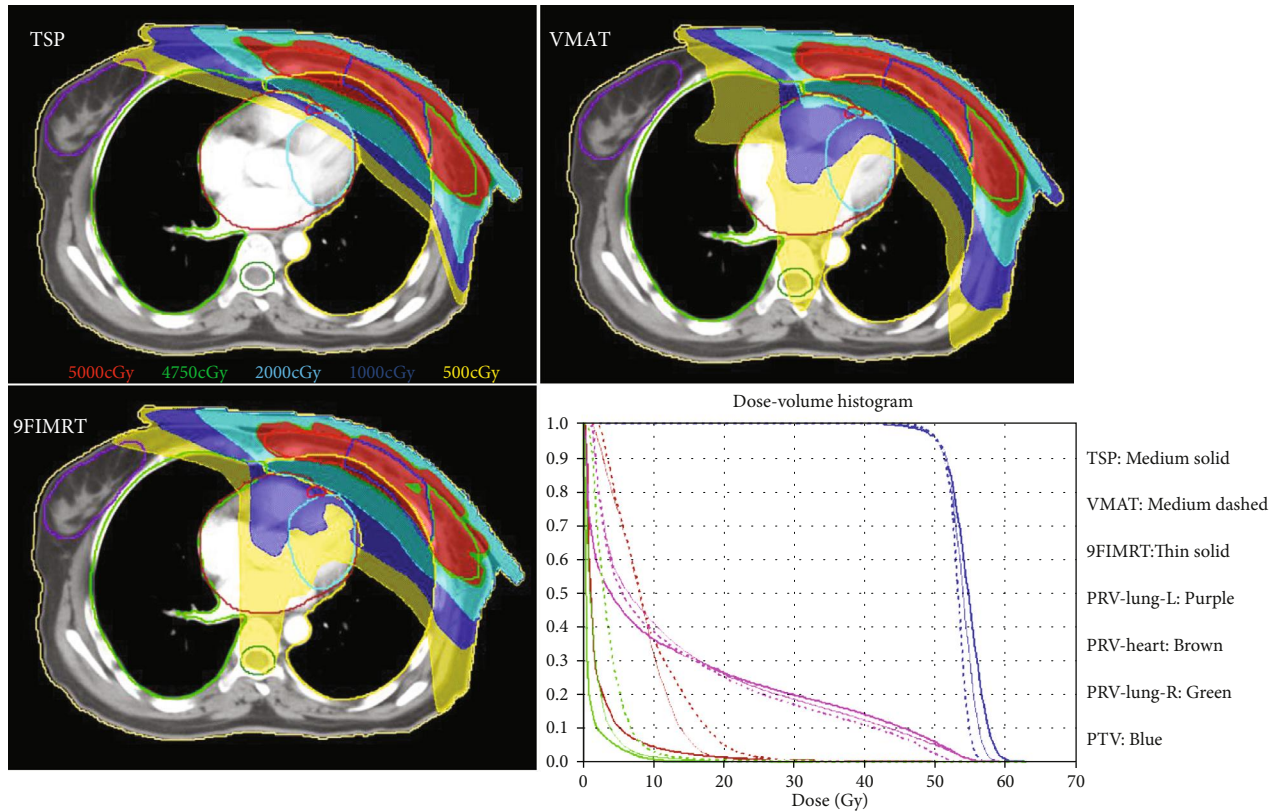 TSP
VMAT
5000cGy 4750cGy 2000cGy 1000cGy 500cGy
9FIMRT
Dose-volume histogram
1.0
0.9
0.8
0.7
0.6
0.5
0.4
0.3
0.2
0.1
0.0
0 10 20 30 40 50 60 70
Dose (Gy)
TSP: Medium solid
VMAT: Medium dashed
9FIMRT:Thin solid
PRV-lung-L: Purple
PRV-heart: Brown
PRV-lung-R: Green
PTV: Blue